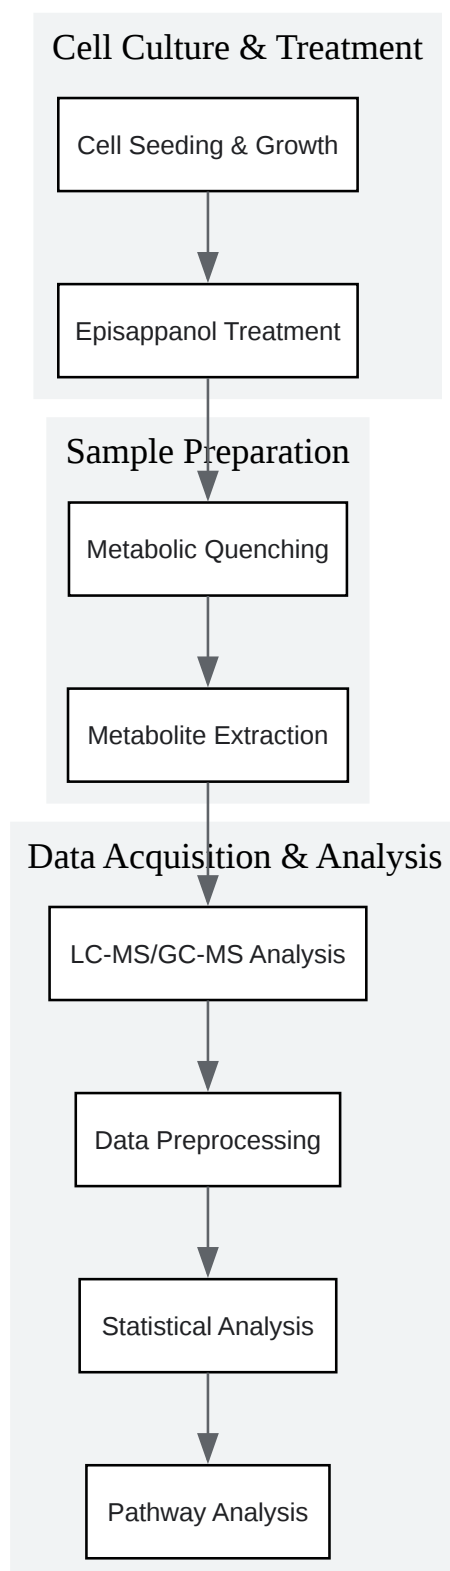 Cell Culture & Treatment
Cell Seeding & Growth
Episappanol Treatment
Sample Preparation
Metabolic Quenching
Metabolite Extraction
Data Acquisition & Analysis
LC-MS/GC-MS Analysis
Data Preprocessing
Statistical Analysis
Pathway Analysis